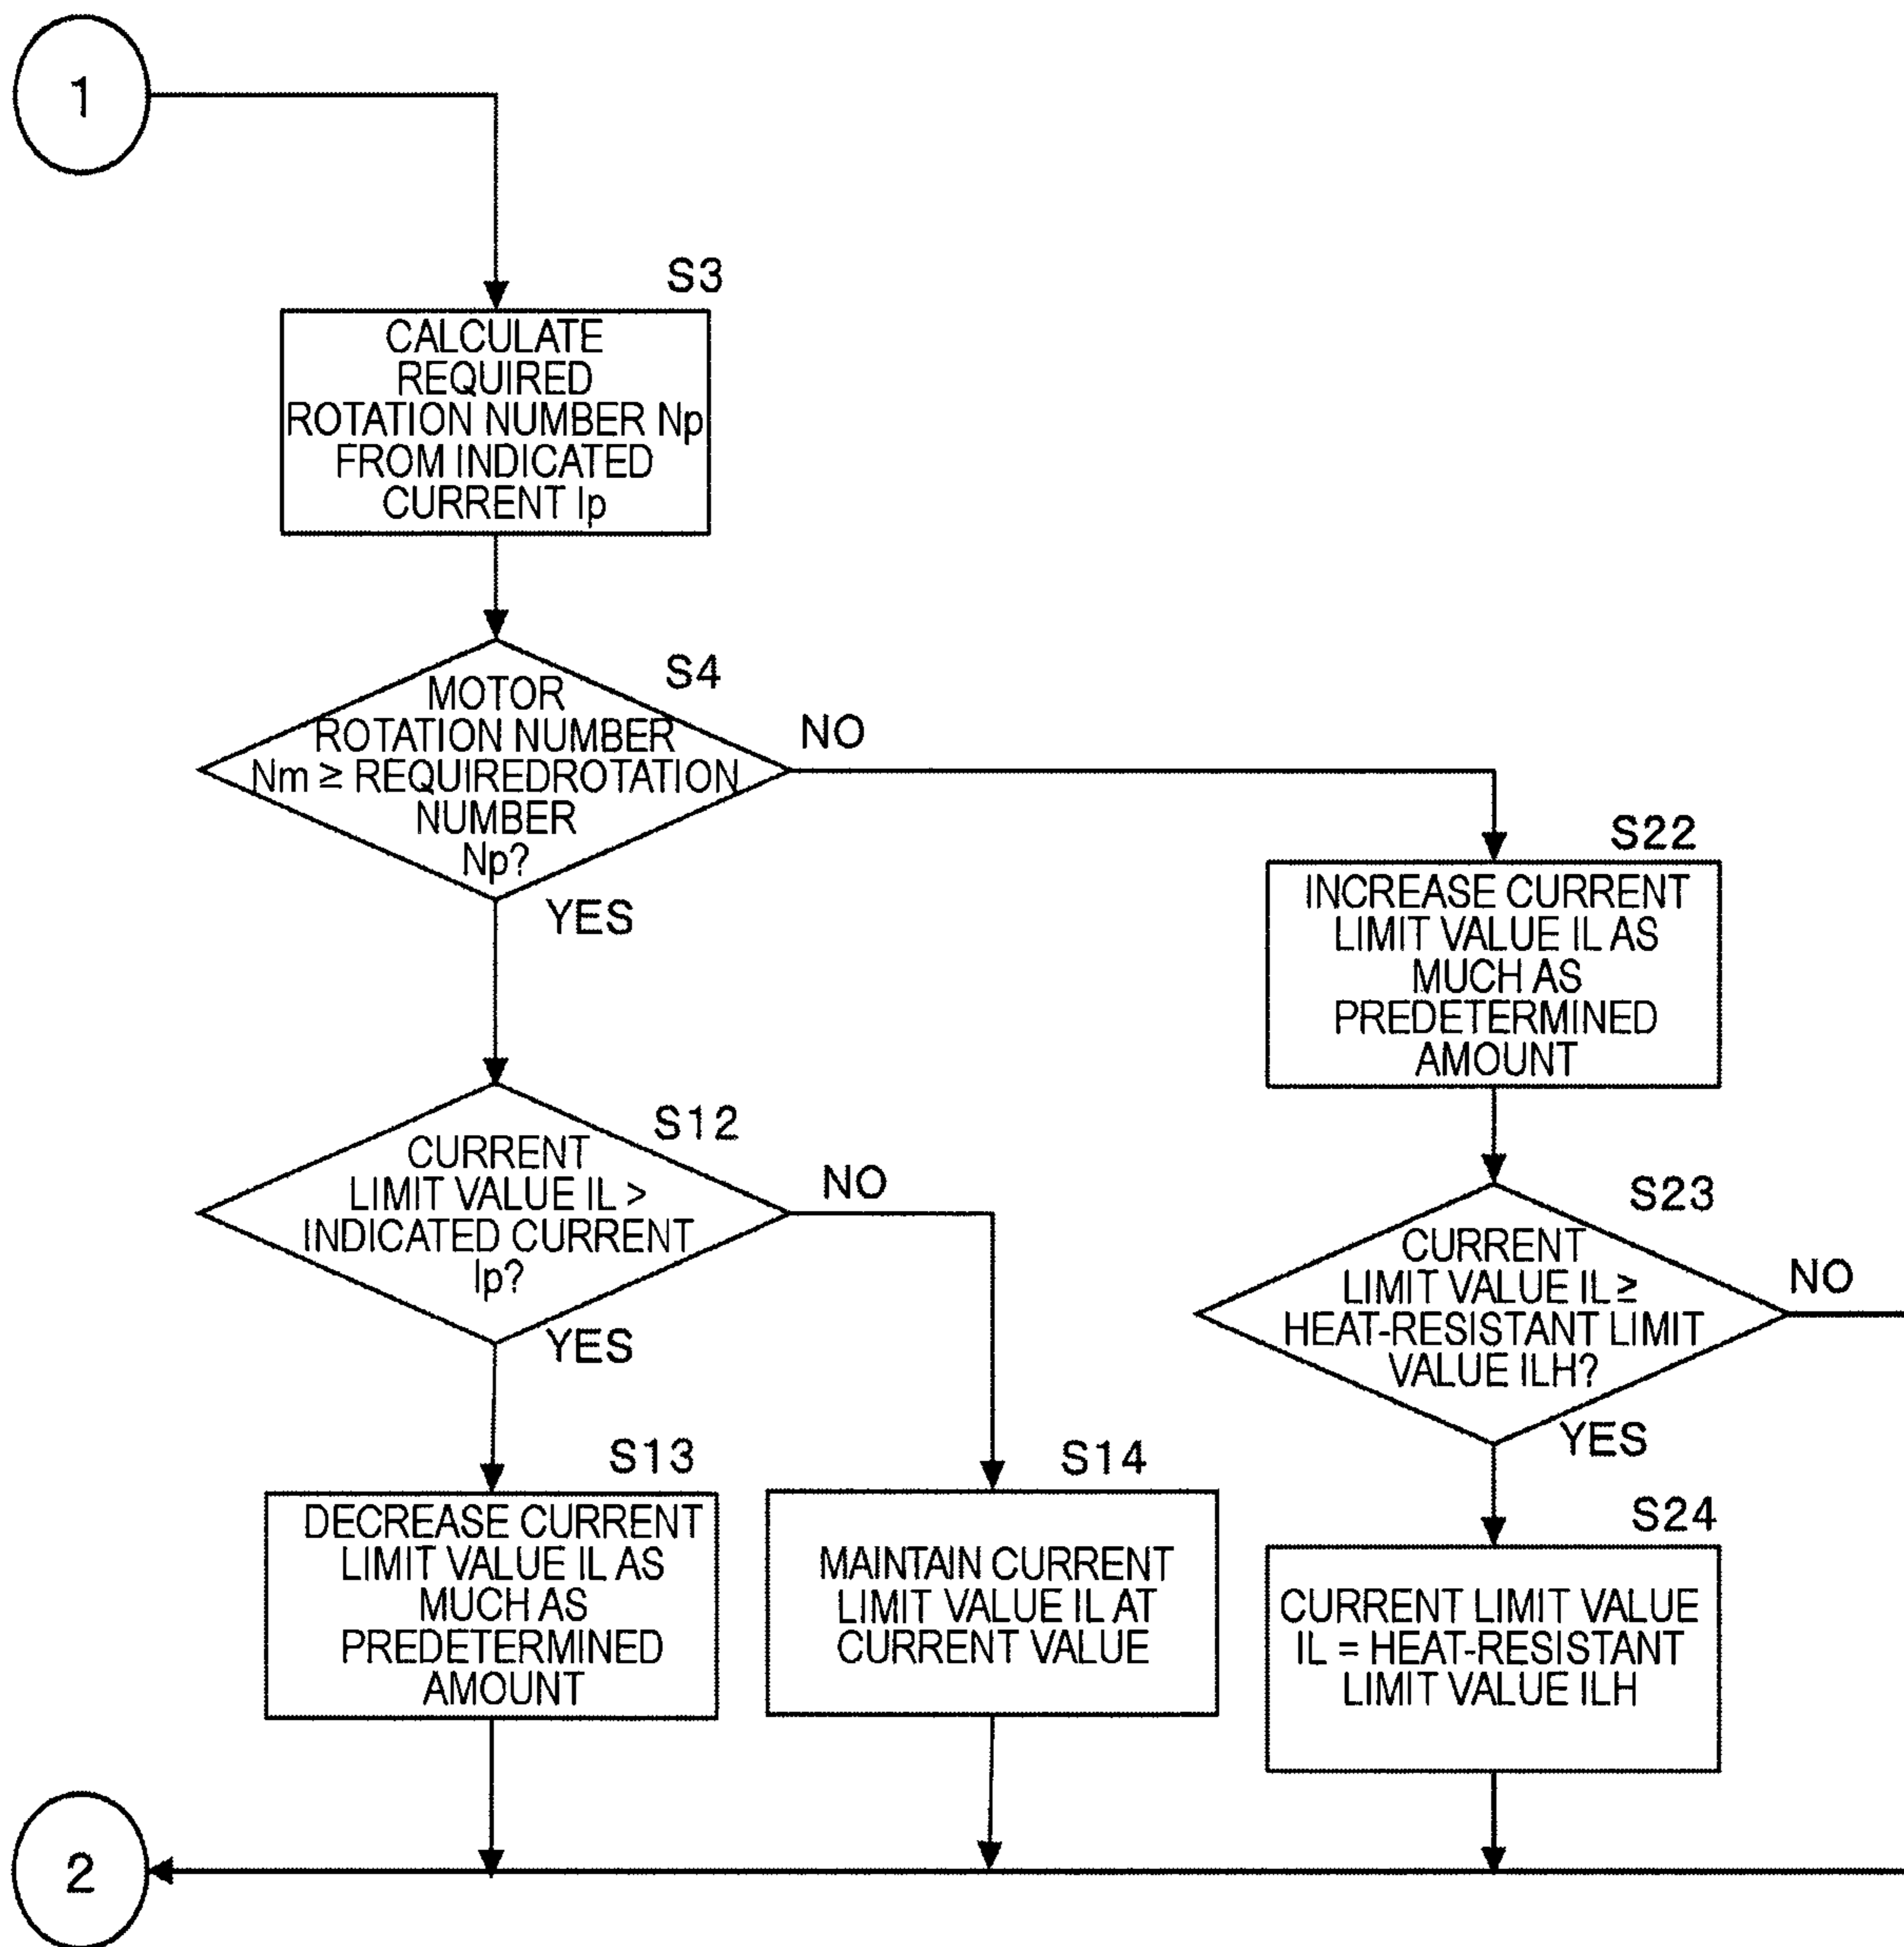 1
S3
CALCULATE
REQUIRED
ROTATION NUMBER Np
FROM INDICATED
CURRENT Ip
S4
MOTOR
ROTATION NUMBER
Nm ≥ REQUIREDROTATION
NUMBER
Np?
NO
YES
S22
INCREASE CURRENT
LIMIT VALUE IL AS
MUCH AS
PREDETERMINED
AMOUNT
S12
CURRENT
LIMIT VALUE IL >
INDICATED CURRENT
Ip?
NO
YES
S23
CURRENT
LIMIT VALUE IL ≥
HEAT-RESISTANT LIMIT
VALUE ILH?
NO
YES
S13
DECREASE CURRENT
LIMIT VALUE IL AS
MUCH AS
PREDETERMINED
AMOUNT
S14
MAINTAIN CURRENT
LIMIT VALUE IL AT
CURRENT VALUE
S24
CURRENT LIMIT VALUE
IL = HEAT-RESISTANT
LIMIT VALUE ILH
2